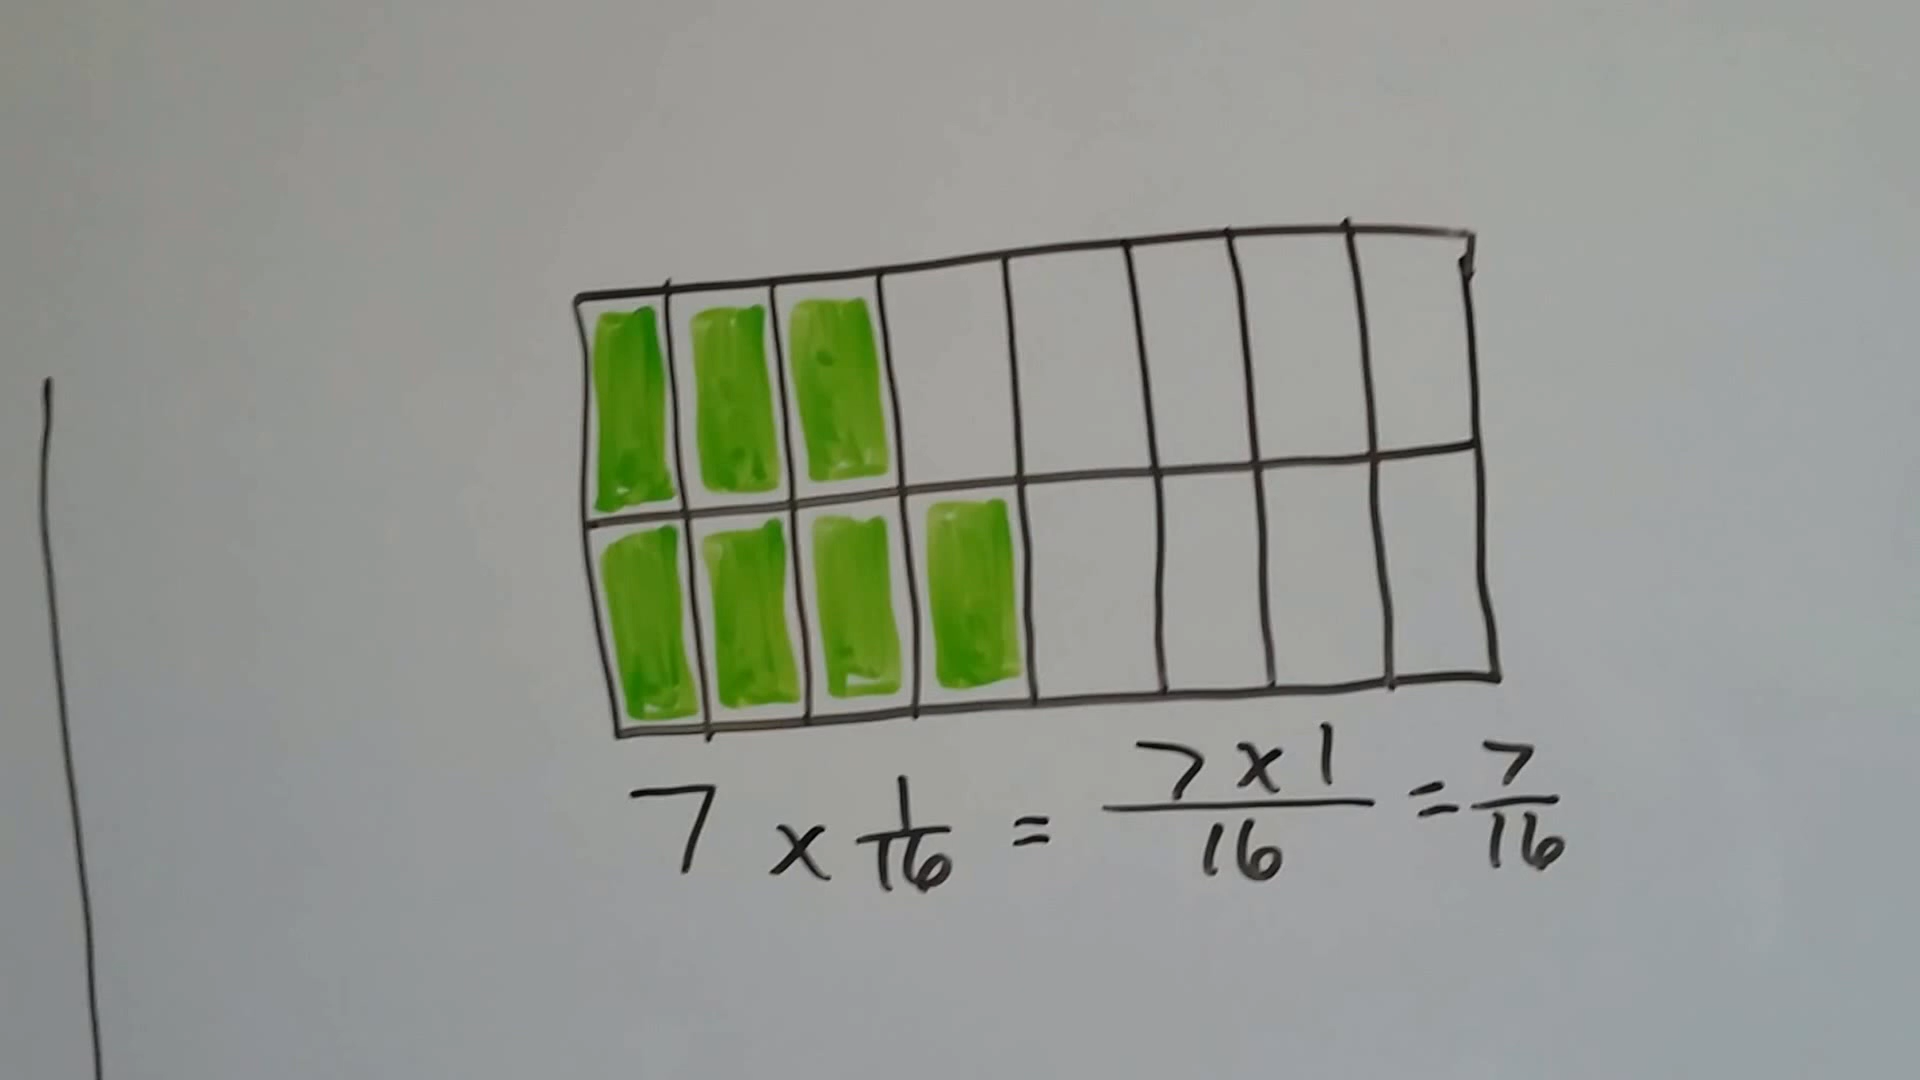 7 x 1/16 = 7 x 1/16 = 7/16